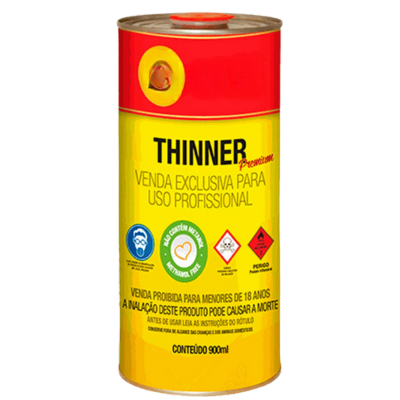 THINNER
Premium
VENDA EXCLUSIVA PARA
USO PROFISSIONAL
NÃO CONTÉM METANOL
METHANOL FREE
PERIGO
VENDA PROIBIDA PARA MENORES DE 18 ANOS
A INALAÇÃO DESTE PRODUTO PODE CAUSAR A MORTE
ANTES DE USAR LEIA AS INSTRUÇÕES DO RÓTULO
CONSERVE FORA DO ALCANCE DAS CRIANÇAS E DOS ANIMAIS DOMÉSTICOS
CONTEÚDO 900ml